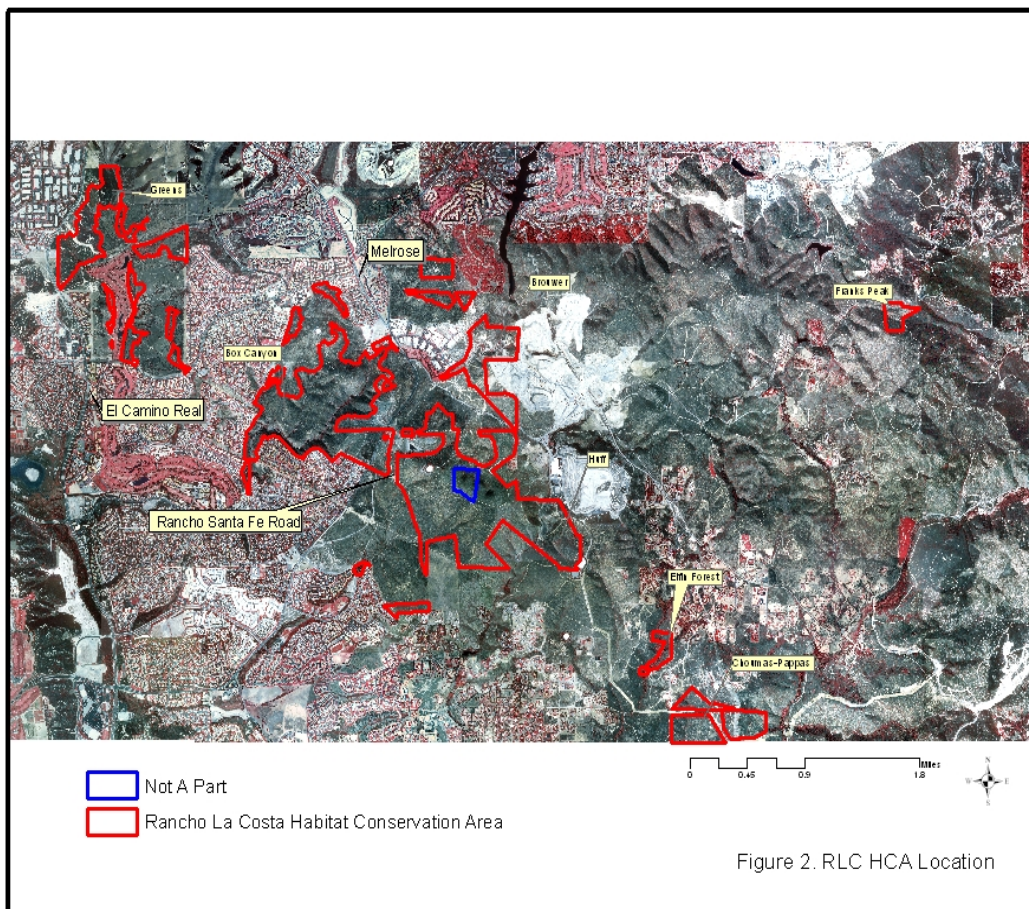 Greens
Melrose
Brouwer
Franks Peak
Box Canyon
El Camino Real
Huff
Rancho Santa Fe Road
Elfin Forest
Choumas-Pappas
Miles
0 0.45 0.9 1.8
N
W E
S
Not A Part
Rancho La Costa Habitat Conservation Area
Figure 2. RLC HCA Location